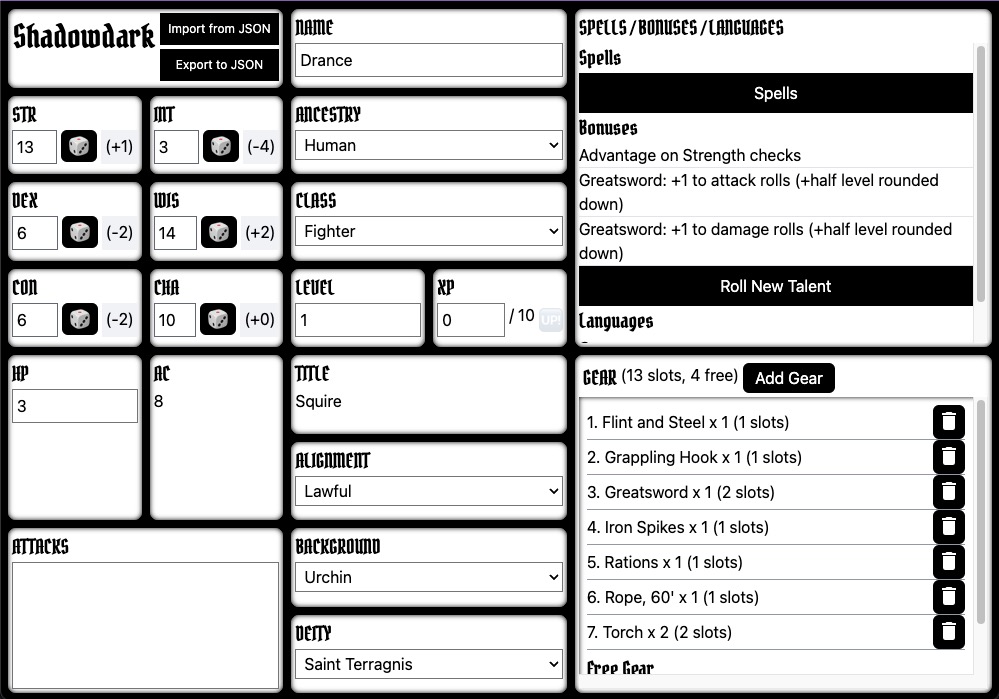 Shadowdark
Import from JSON
Export to JSON
NAME
Drance
STR
13
(+1)
INT
3
(-4)
ANCESTRY
Human
DEX
6
(-2)
WIS
14
(+2)
CLASS
Fighter
CON
6
(-2)
CHA
10
(+0)
LEVEL
1
XP
0
/ 10
UP!
HP
3
AC
8
TITLE
Squire
ALIGNMENT
Lawful
ATTACKS
BACKGROUND
Urchin
DEITY
Saint Terragnis
SPELLS/BONUSES/LANGUAGES
Spells
Spells
Bonuses
Advantage on Strength checks
Greatsword: +1 to attack rolls (+half level rounded
down)
Greatsword: +1 to damage rolls (+half level rounded
down)
Roll New Talent
Languages
GEAR (13 slots, 4 free)
Add Gear
1. Flint and Steel x 1 (1 slots)
2. Grappling Hook x 1 (1 slots)
3. Greatsword x 1 (2 slots)
4. Iron Spikes x 1 (1 slots)
5. Rations x 1 (1 slots)
6. Rope, 60' x 1 (1 slots)
7. Torch x 2 (2 slots)
Free Gear